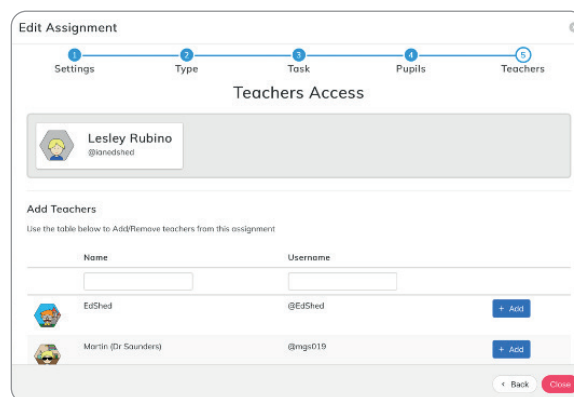 Edit Assignment
1 2 3 4 5
Settings Type Task Pupils Teachers
Teachers Access
Lesley Rubino
@ianedshed
Add Teachers
Use the table below to Add/Remove teachers from this assignment
Name Username
EdShed @EdShed + Add
Martin (Dr Saunders) @mgs019 + Add
‹ Back Close